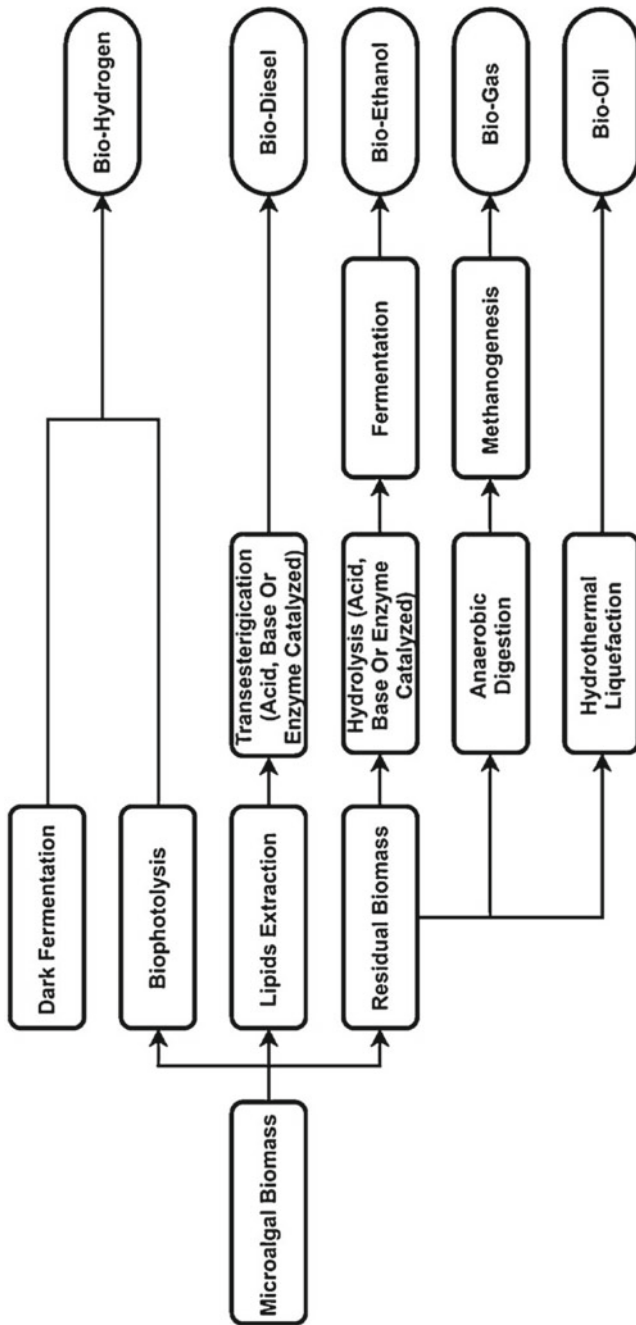 Microalgal Biomass
Dark Fermentation
Biophotolysis
Lipids Extraction
Residual Biomass
Transesterigication
(Acid, Base Or
Enzyme Catalyzed)
Hydrolysis (Acid,
Base Or Enzyme
Catalyzed)
Anaerobic
Digestion
Hydrothermal
Liquefaction
Fermentation
Methanogenesis
Bio-Hydrogen
Bio-Diesel
Bio-Ethanol
Bio-Gas
Bio-Oil